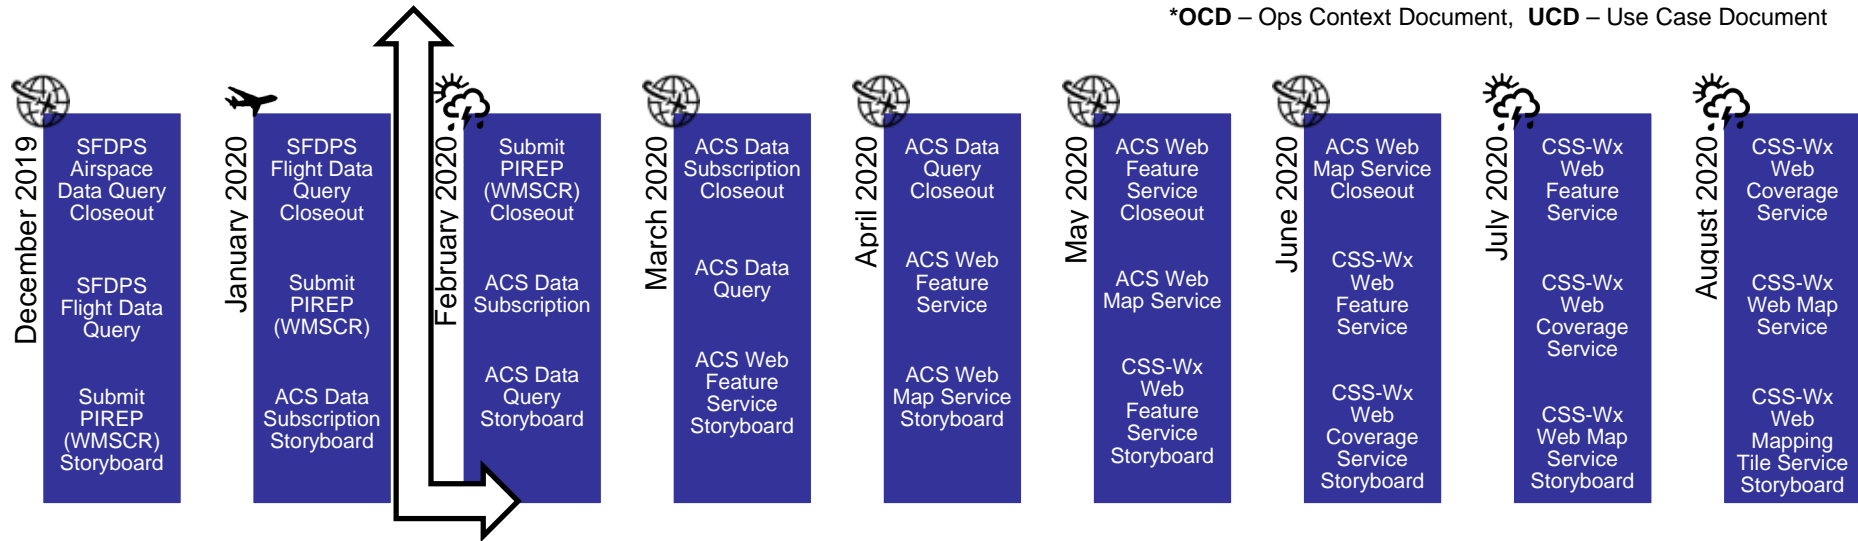 *OCD – Ops Context Document, UCD – Use Case Document
December 2019
SFDPS
Airspace
Data Query
Closeout
SFDPS
Flight Data
Query
Submit
PIREP
(WMSCR)
Storyboard
January 2020
SFDPS
Flight Data
Query
Closeout
Submit
PIREP
(WMSCR)
ACS Data
Subscription
Storyboard
February 2020
Submit
PIREP
(WMSCR)
Closeout
ACS Data
Subscription
ACS Data
Query
Storyboard
March 2020
ACS Data
Subscription
Closeout
ACS Data
Query
ACS Web
Feature
Service
Storyboard
April 2020
ACS Data
Query
Closeout
ACS Web
Feature
Service
ACS Web
Map Service
Storyboard
May 2020
ACS Web
Feature
Service
Closeout
ACS Web
Map Service
CSS-Wx
Web
Feature
Service
Storyboard
June 2020
ACS Web
Map Service
Closeout
CSS-Wx
Web
Feature
Service
CSS-Wx
Web
Coverage
Service
Storyboard
July 2020
CSS-Wx
Web
Feature
Service
CSS-Wx
Web
Coverage
Service
CSS-Wx
Web Map
Service
Storyboard
August 2020
CSS-Wx
Web
Coverage
Service
CSS-Wx
Web Map
Service
CSS-Wx
Web
Mapping
Tile Service
Storyboard